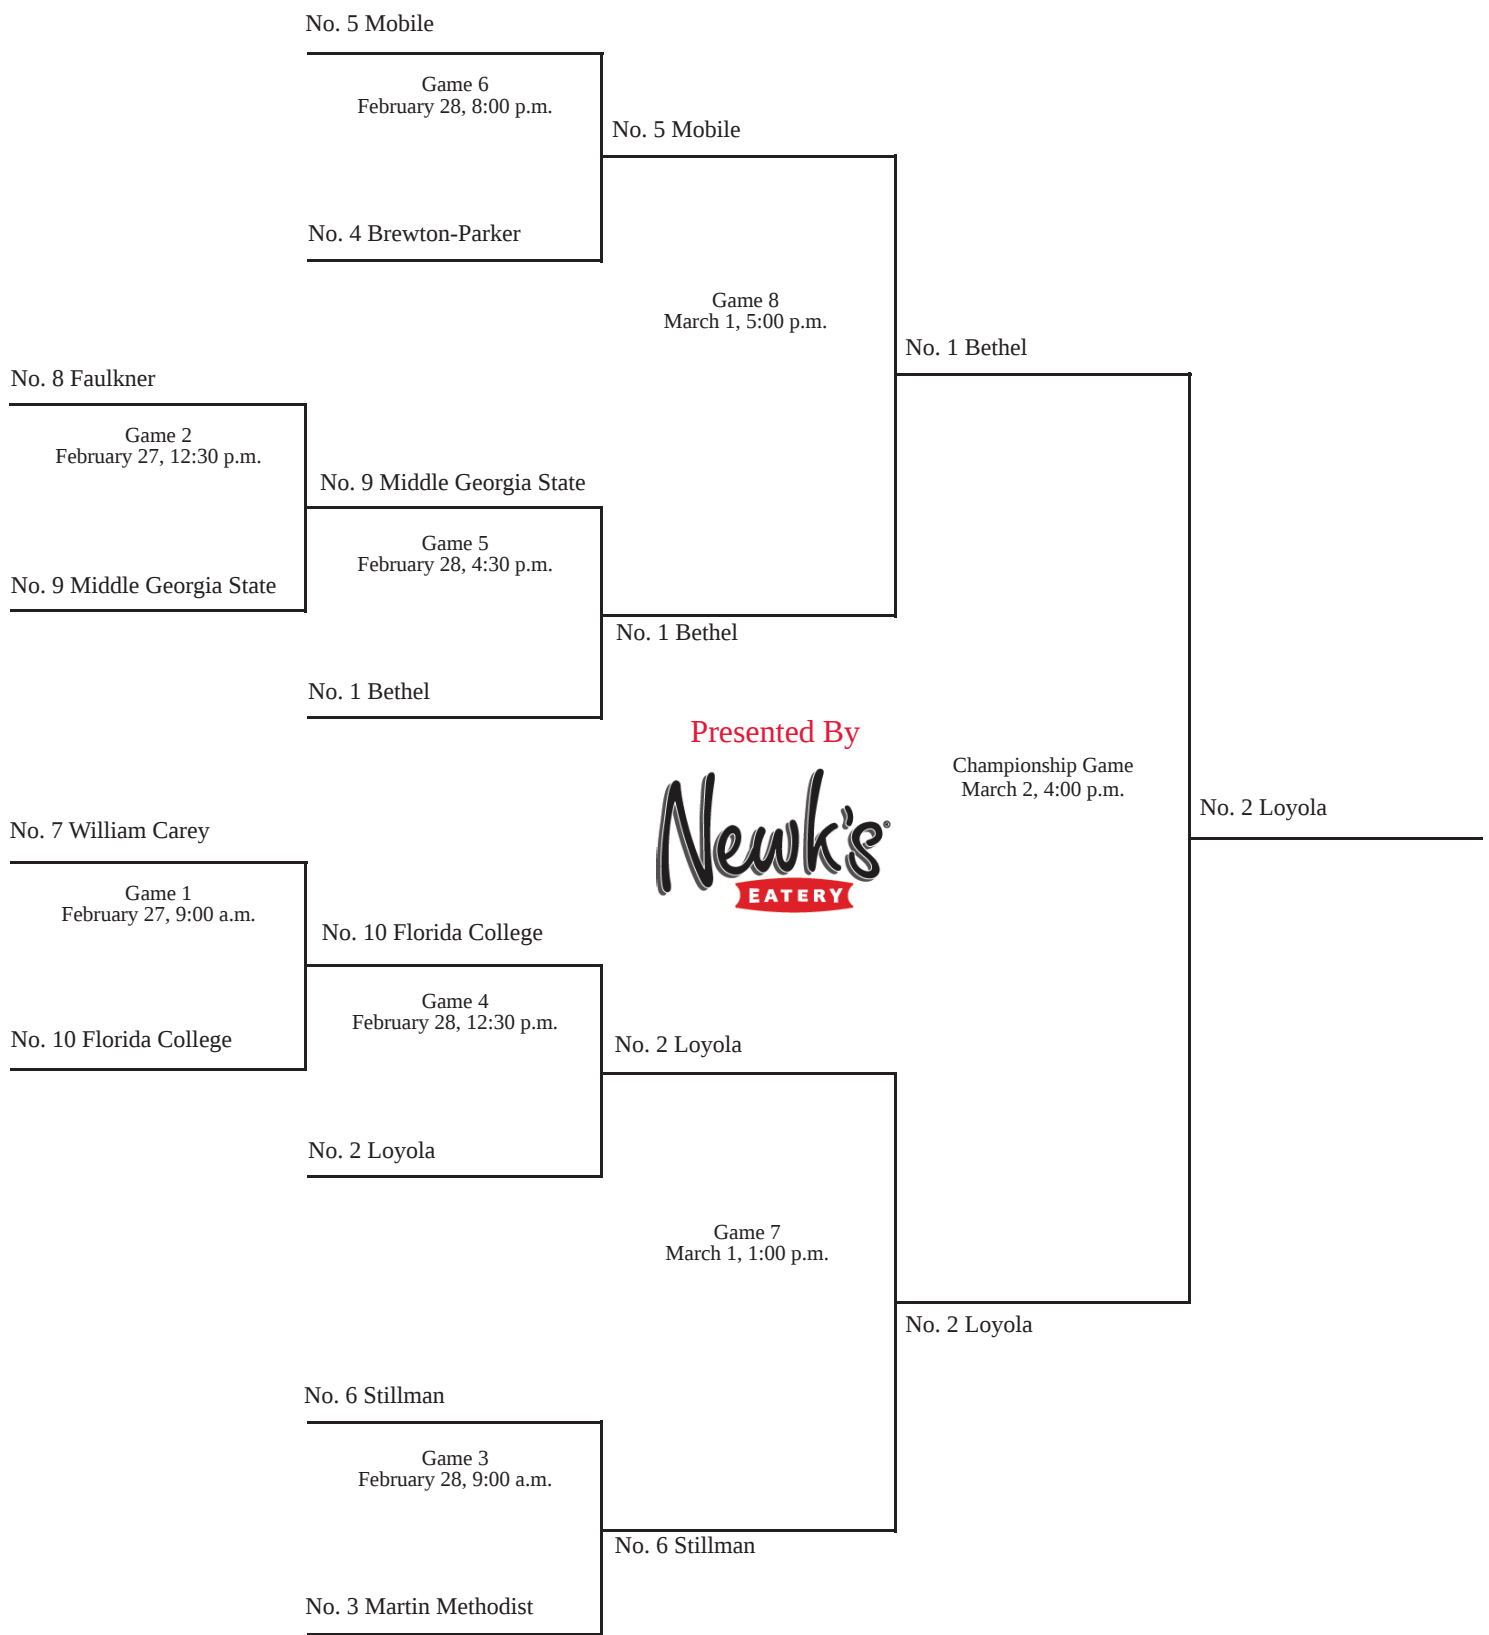 No. 5 Mobile
Game 6
February 28, 8:00 p.m.
No. 5 Mobile
No. 4 Brewton-Parker
Game 8
March 1, 5:00 p.m.
No. 1 Bethel
No. 8 Faulkner
Game 2
February 27, 12:30 p.m.
No. 9 Middle Georgia State
Game 5
February 28, 4:30 p.m.
No. 9 Middle Georgia State
No. 1 Bethel
No. 1 Bethel
Presented By
Newk's®
EATERY
Championship Game
March 2, 4:00 p.m.
No. 2 Loyola
No. 7 William Carey
Game 1
February 27, 9:00 a.m.
No. 10 Florida College
Game 4
February 28, 12:30 p.m.
No. 10 Florida College
No. 2 Loyola
No. 2 Loyola
Game 7
March 1, 1:00 p.m.
No. 2 Loyola
No. 6 Stillman
Game 3
February 28, 9:00 a.m.
No. 6 Stillman
No. 3 Martin Methodist